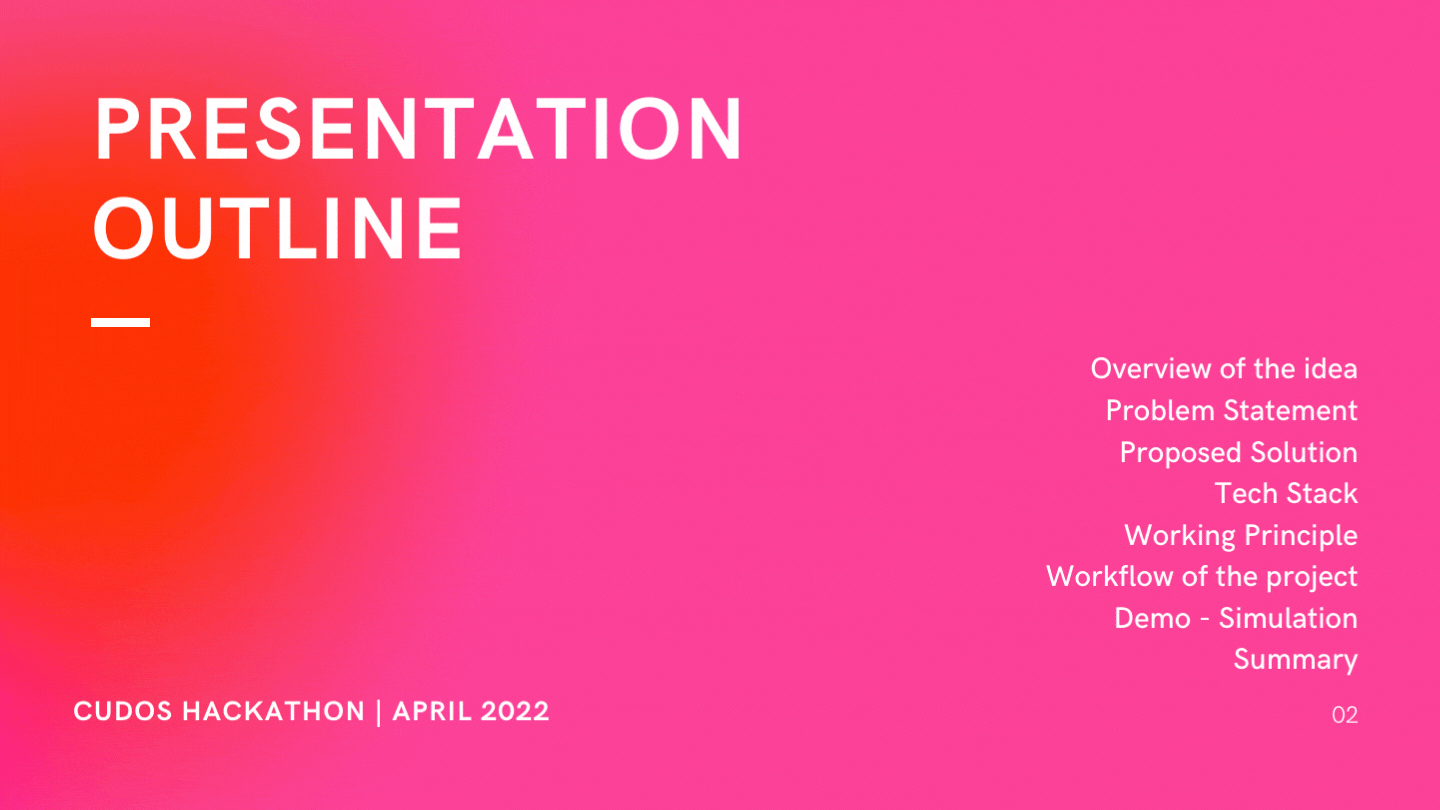 PRESENTATION
OUTLINE
Overview of the idea
Problem Statement
Proposed Solution
Tech Stack
Working Principle
Workflow of the project
Demo - Simulation
Summary
CUDOS HACKATHON | APRIL 2022
02